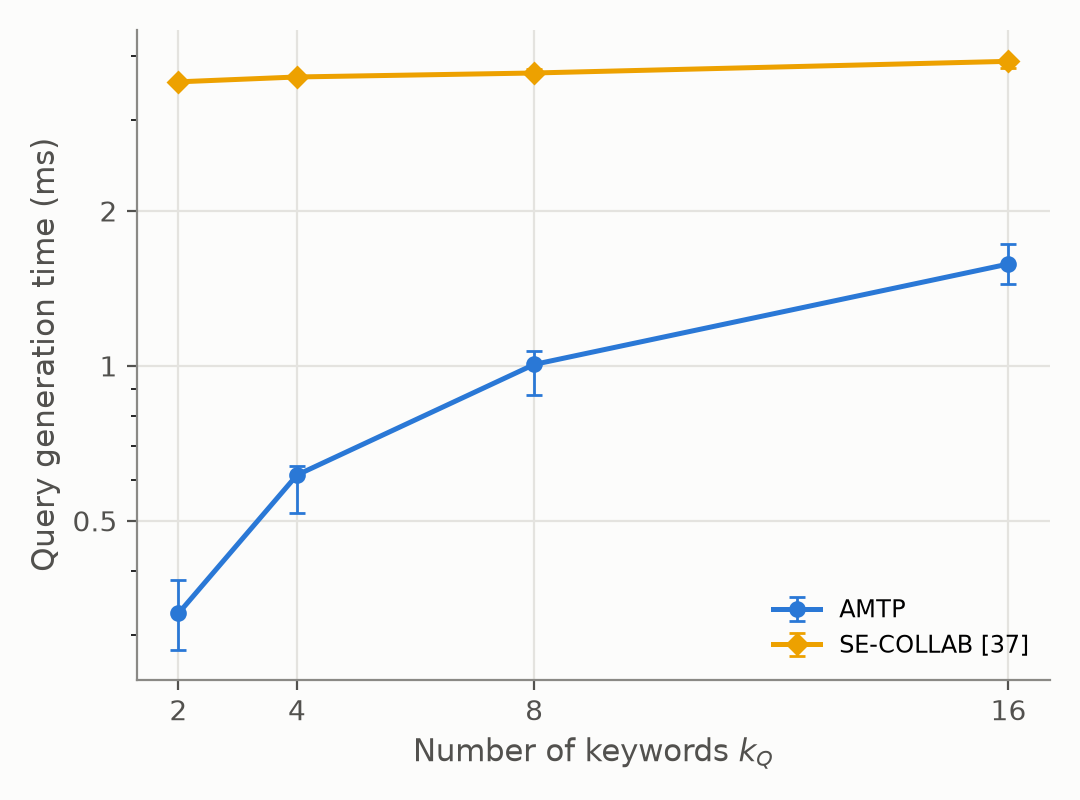 Query generation time (ms)
2
1
0.5
AMTP
SE-COLLAB [37]
2 4 8 16
Number of keywords k_Q